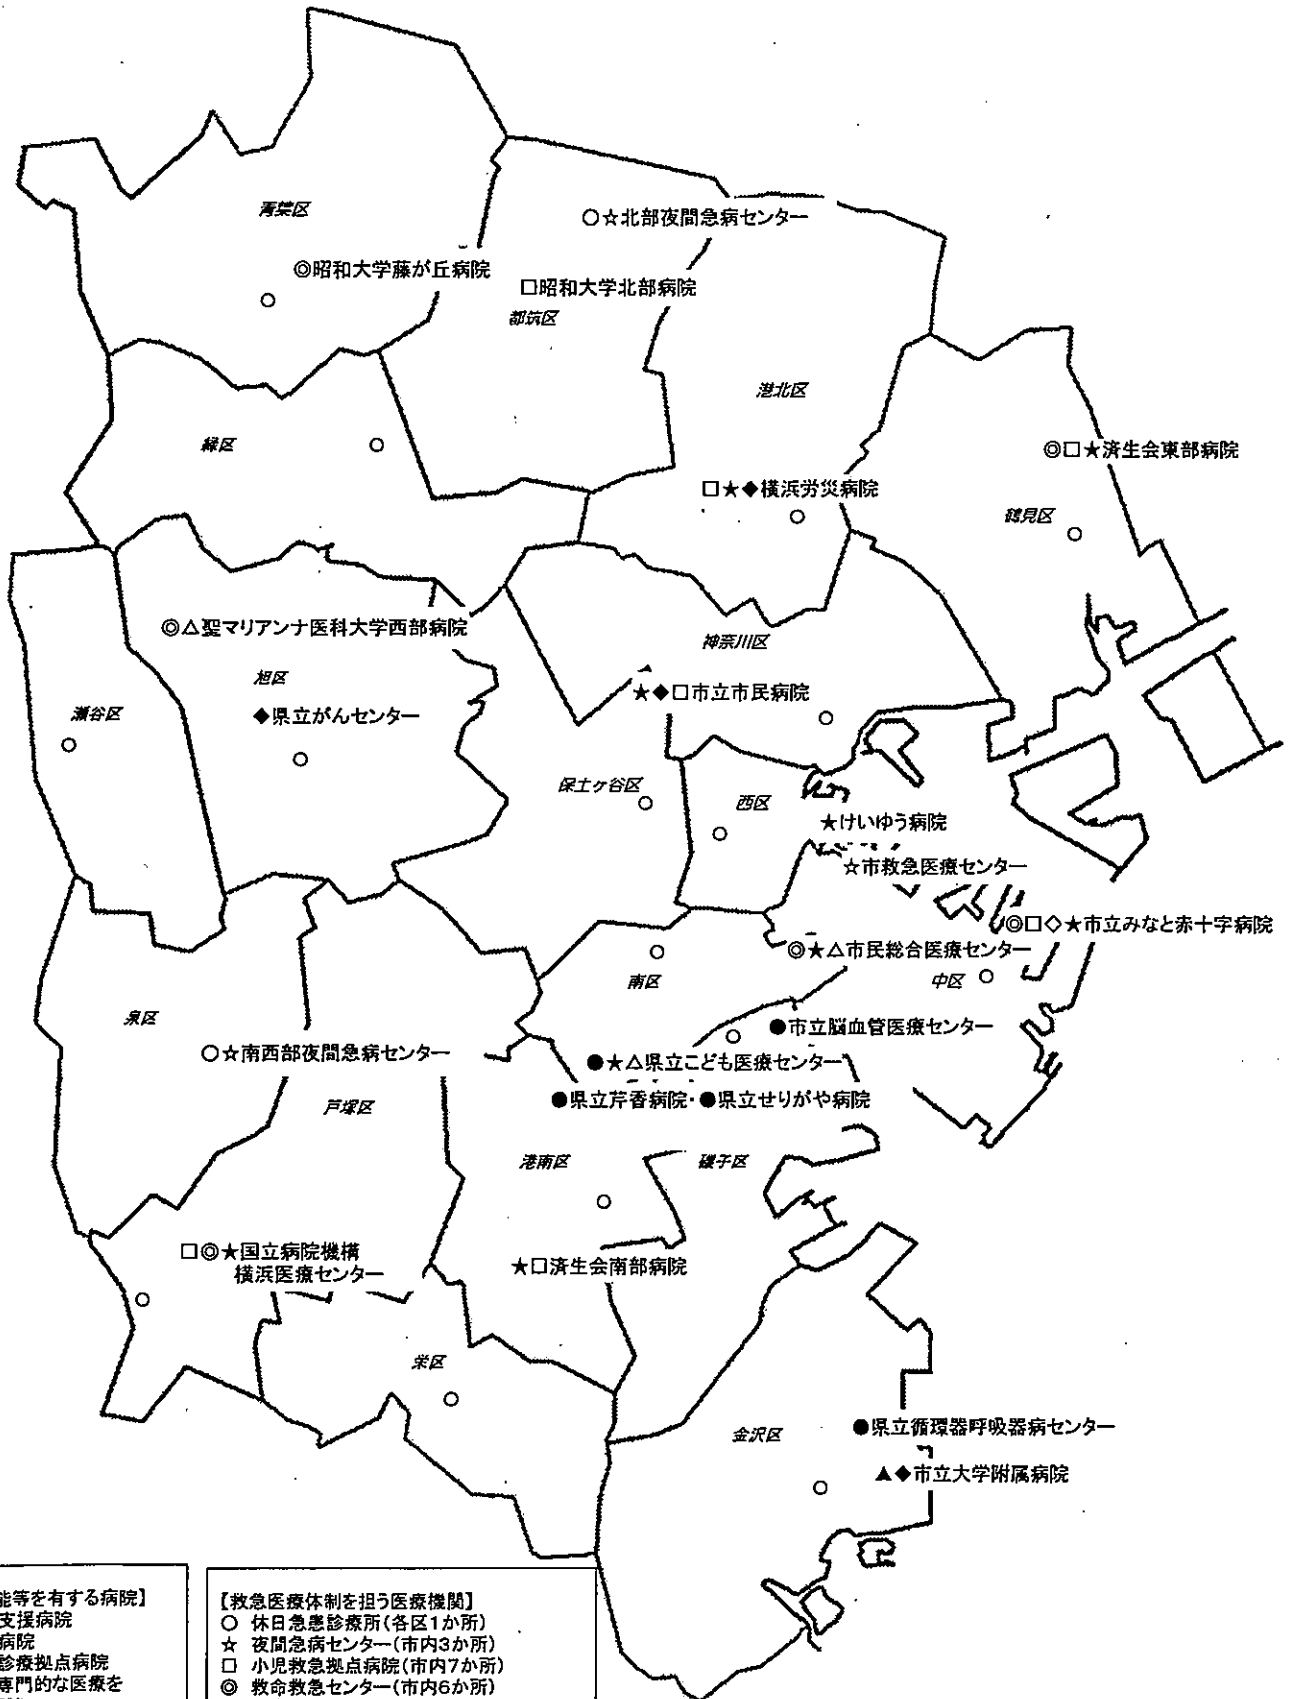 青葉区
○☆北部夜間急病センター
◎昭和大学藤が丘病院
□昭和大学北部病院
都筑区
港北区
緑区
◎□★済生会東部病院
□★◆横浜労災病院
鶴見区
◎△聖マリアンナ医科大学西部病院
神奈川区
旭区
★◆□市立市民病院
瀬谷区
◆県立がんセンター
保土ヶ谷区
西区
★けいゆう病院
☆市救急医療センター
◎□◇★市立みなと赤十字病院
◎★△市民総合医療センター
南区
中区
泉区
●市立脳血管医療センター
○☆南西部夜間急病センター
●★△県立こども医療センター
●県立芹香病院・●県立せりがや病院
戸塚区
港南区
磯子区
□◎★国立病院機構
横浜医療センター
★□済生会南部病院
栄区
金沢区
●県立循環器呼吸器病センター
▲◆市立大学附属病院
能等を有する病院】
支援病院
病院
診療拠点病院
専門的な医療を
【救急医療体制を担う医療機関】
○ 休日急患診療所(各区1か所)
☆ 夜間急病センター(市内3か所)
□ 小児救急拠点病院(市内7か所)
◎ 救命救急センター(市内6か所)